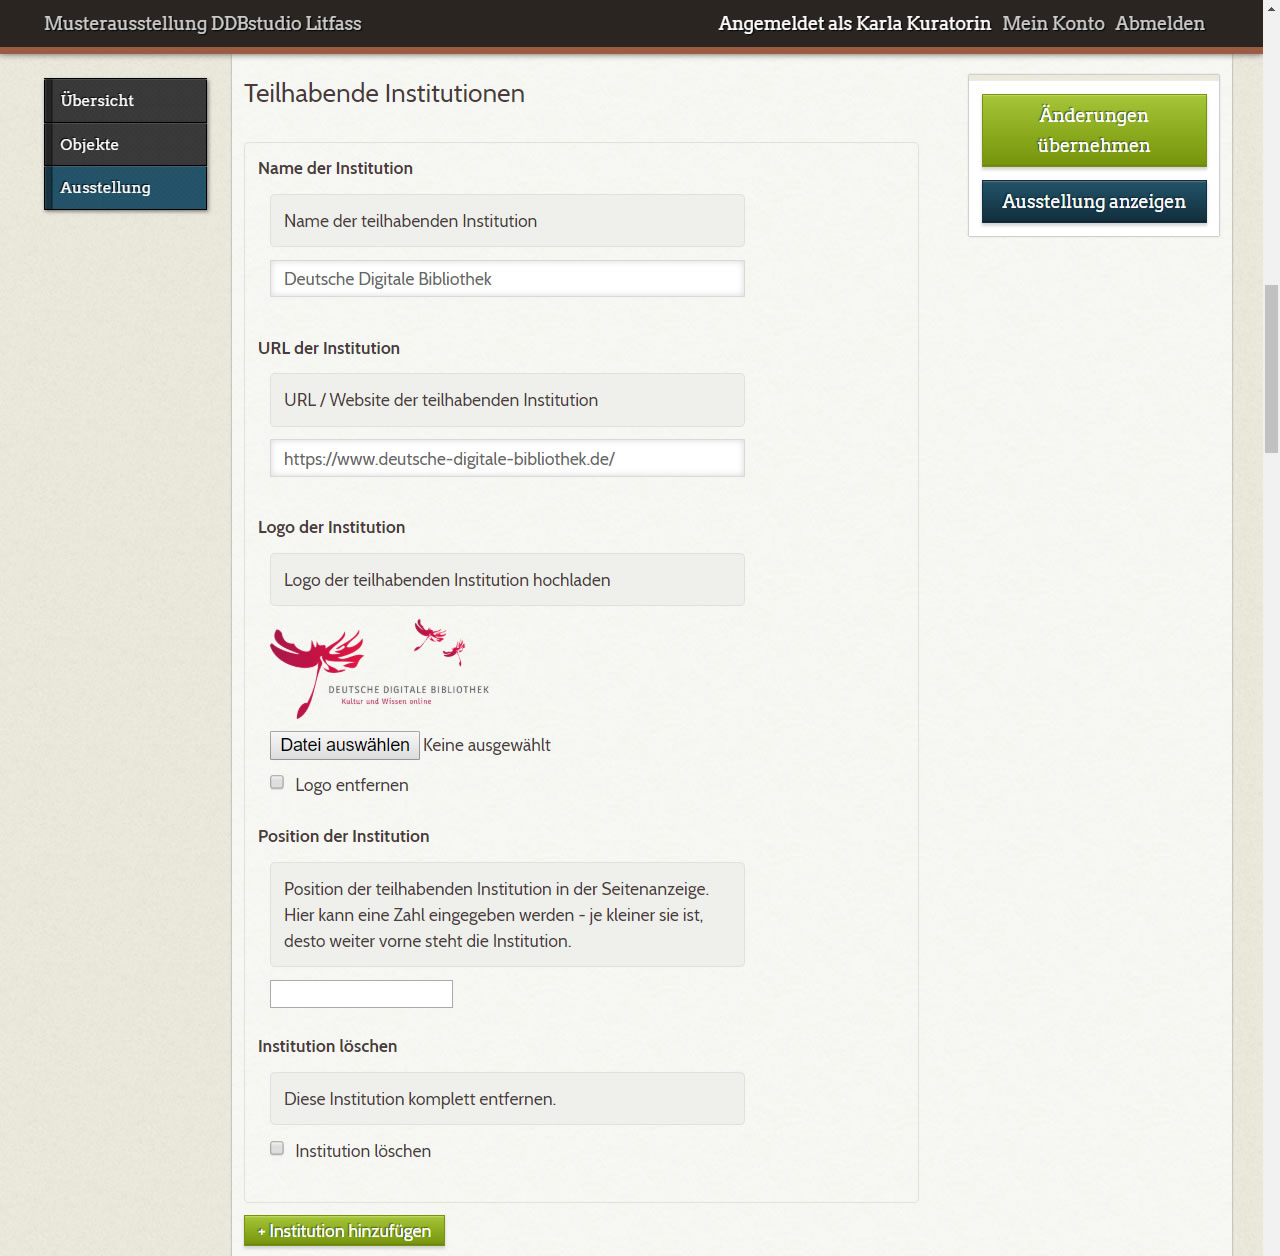 Musterausstellung DDBstudio Litfass
Angemeldet als Karla Kuratorin Mein Konto Abmelden
Übersicht
Objekte
Ausstellung
Teilhabende Institutionen
Name der Institution
Name der teilhabenden Institution
Deutsche Digitale Bibliothek
URL der Institution
URL / Website der teilhabenden Institution
https://www.deutsche-digitale-bibliothek.de/
Logo der Institution
Logo der teilhabenden Institution hochladen
DEUTSCHE DIGITALE BIBLIOTHEK
Kultur und Wissen online
Datei auswählen Keine ausgewählt
Logo entfernen
Position der Institution
Position der teilhabenden Institution in der Seitenanzeige.
Hier kann eine Zahl eingegeben werden - je kleiner sie ist,
desto weiter vorne steht die Institution.
Institution löschen
Diese Institution komplett entfernen.
Institution löschen
+ Institution hinzufügen
Änderungen
übernehmen
Ausstellung anzeigen